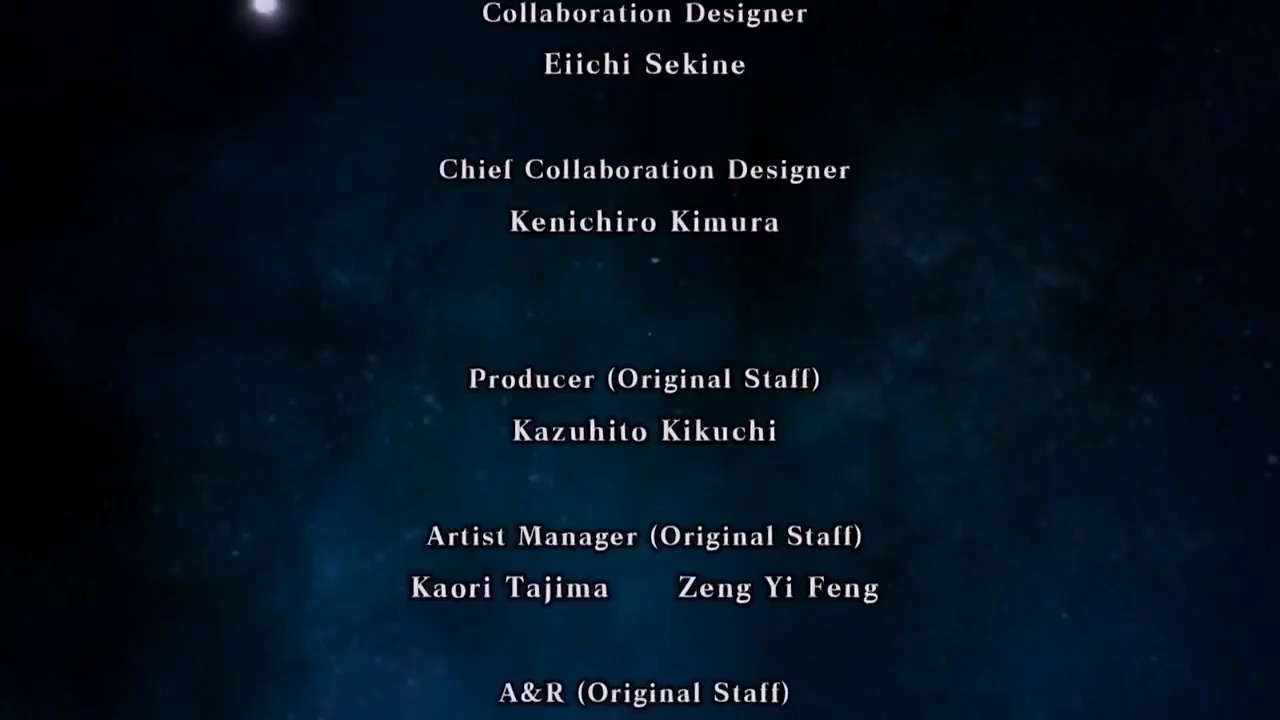 Collaboration Designer
Eiichi Sekine
Chief Collaboration Designer
Kenichiro Kimura
Producer (Original Staff)
Kazuhito Kikuchi
Artist Manager (Original Staff)
Kaori Tajima Zeng Yi Feng
A&R (Original Staff)